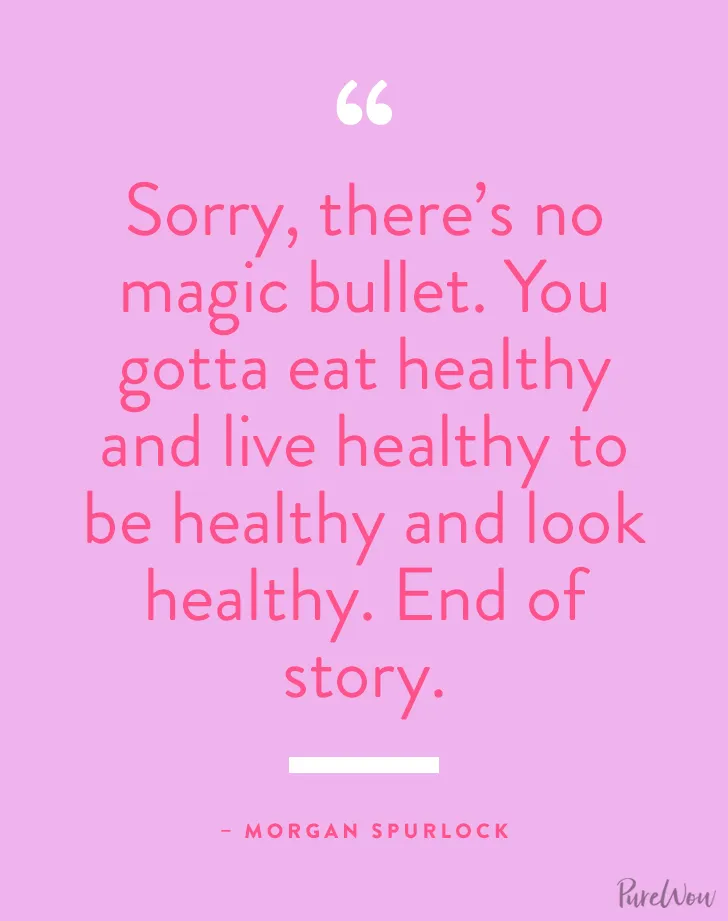 “
Sorry, there’s no
magic bullet. You
gotta eat healthy
and live healthy to
be healthy and look
healthy. End of
story.
– MORGAN SPURLOCK
PureWow